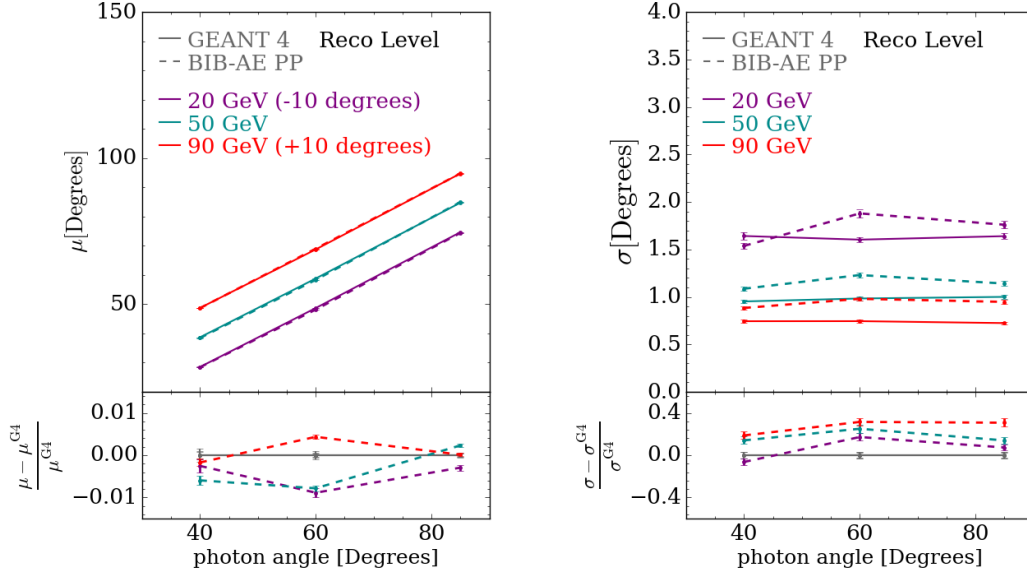 150
100
50
μ[Degrees]
GEANT 4 Reco Level
BIB-AE PP
20 GeV (-10 degrees)
50 GeV
90 GeV (+10 degrees)
0.01
0.00
−0.01
μ − μ^G4
μ^G4
40 60 80
photon angle [Degrees]
4.0
3.5
3.0
2.5
2.0
1.5
1.0
0.5
0.0
σ[Degrees]
GEANT 4 Reco Level
BIB-AE PP
20 GeV
50 GeV
90 GeV
0.4
0.0
−0.4
σ − σ^G4
σ^G4
40 60 80
photon angle [Degrees]